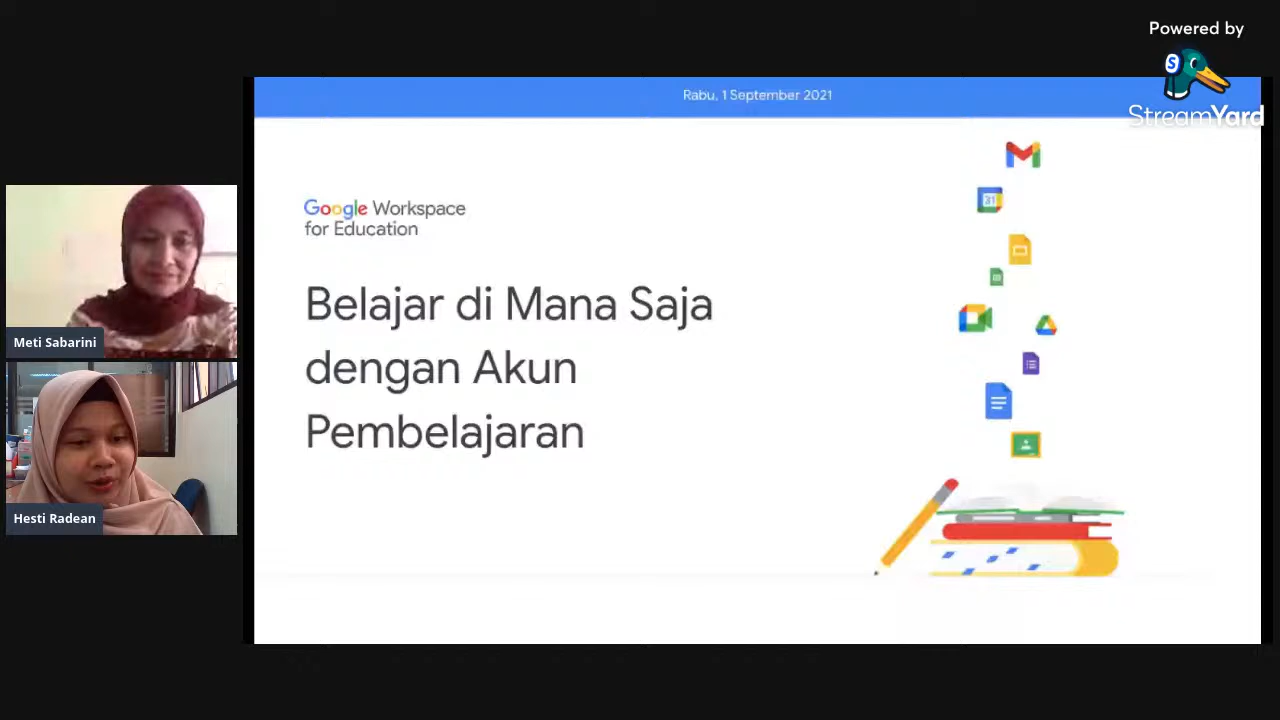 Powered by
StreamYard
Rabu, 1 September 2021
Google Workspace
for Education
Belajar di Mana Saja
dengan Akun
Pembelajaran
Meti Sabarini
Hesti Radean
31
S